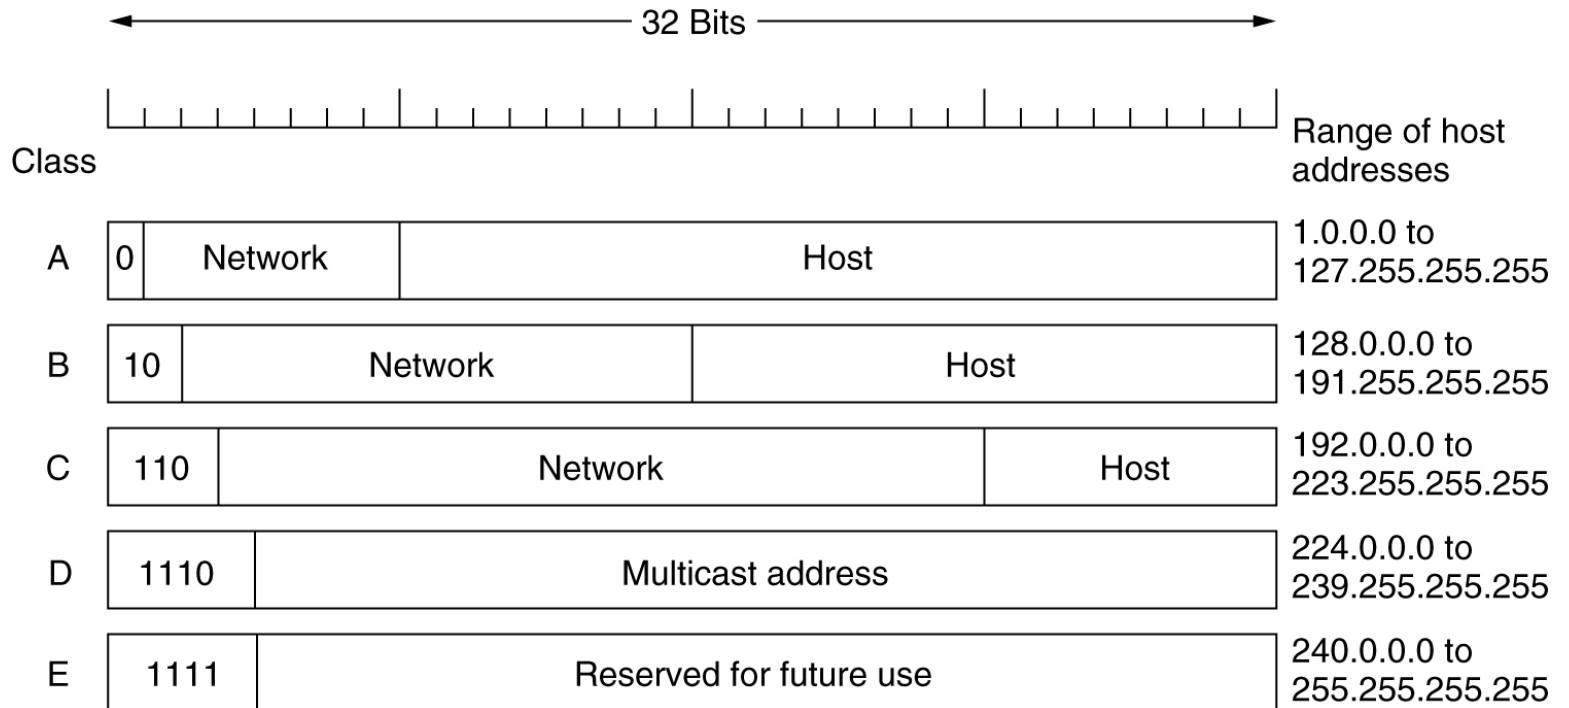 32 Bits
Range of host
addresses
Class
A 0 Network Host 1.0.0.0 to
127.255.255.255
B 10 Network Host 128.0.0.0 to
191.255.255.255
C 110 Network Host 192.0.0.0 to
223.255.255.255
D 1110 Multicast address 224.0.0.0 to
239.255.255.255
E 1111 Reserved for future use 240.0.0.0 to
255.255.255.255